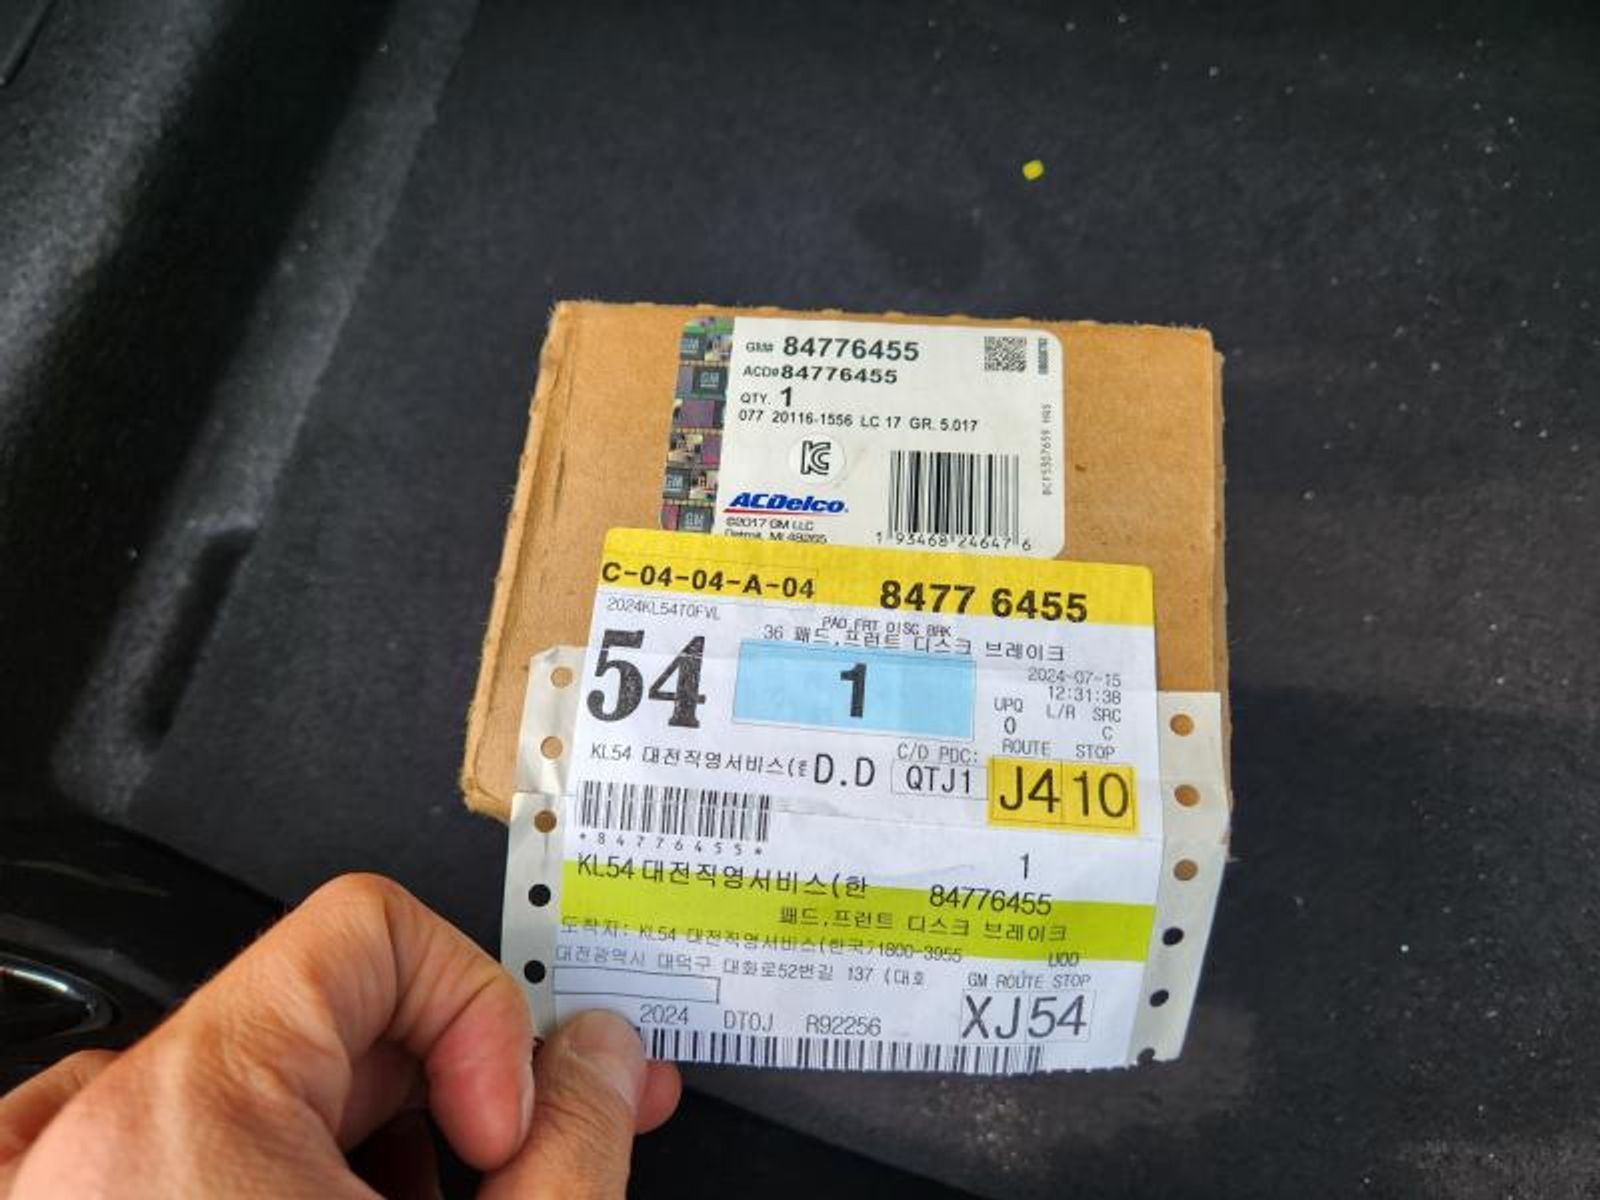 GM# 84776455
ACD# 84776455
QTY. 1
077 20116-1556 LC 17 GR. 5.017
ACDelco
©2017 GM LLC
Detroit, MI 48265
1 93468 24647 6
C-04-04-A-04 8477 6455
2024KL54TOFVL
PAD,FRT DISC BRK
36 패드,프런트 디스크 브레이크
54
1
2024-07-15
12:31:38
UPQ L/R SRC
0 C
KL54 대전직영서비스( D.D
C/D PDC: ROUTE STOP
QTJ1 J4 10
*84776455*
1
KL54 대전직영서비스(한 84776455
패드,프런트 디스크 브레이크
도착지: KL54 대전직영서비스(한국)1800-3955
대전광역시 대덕구 대화로52번길 137 (대호
GM ROUTE STOP
XJ54
2024 DT0J R92256